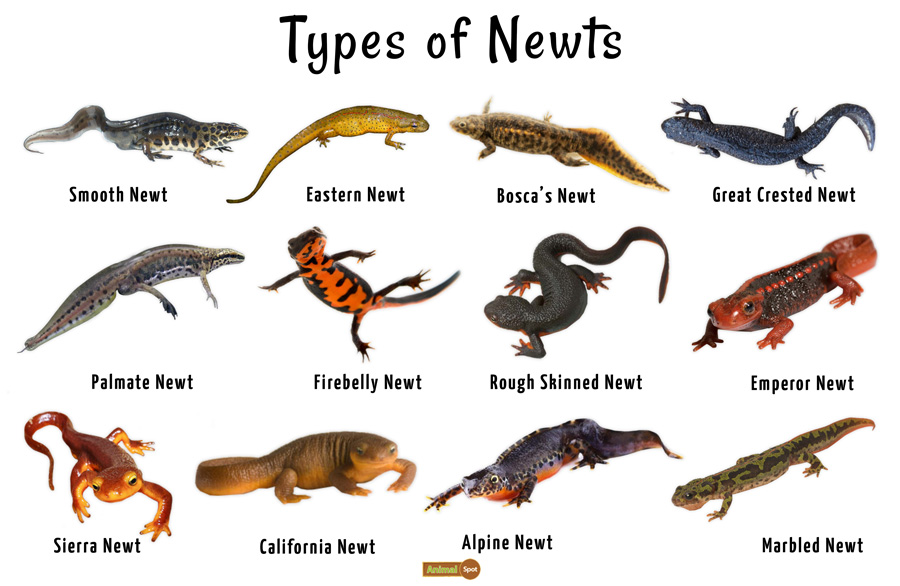 Types of Newts
Smooth Newt
Eastern Newt
Bosca's Newt
Great Crested Newt
Palmate Newt
Firebelly Newt
Rough Skinned Newt
Emperor Newt
Sierra Newt
California Newt
Alpine Newt
Marbled Newt
Animal Spot